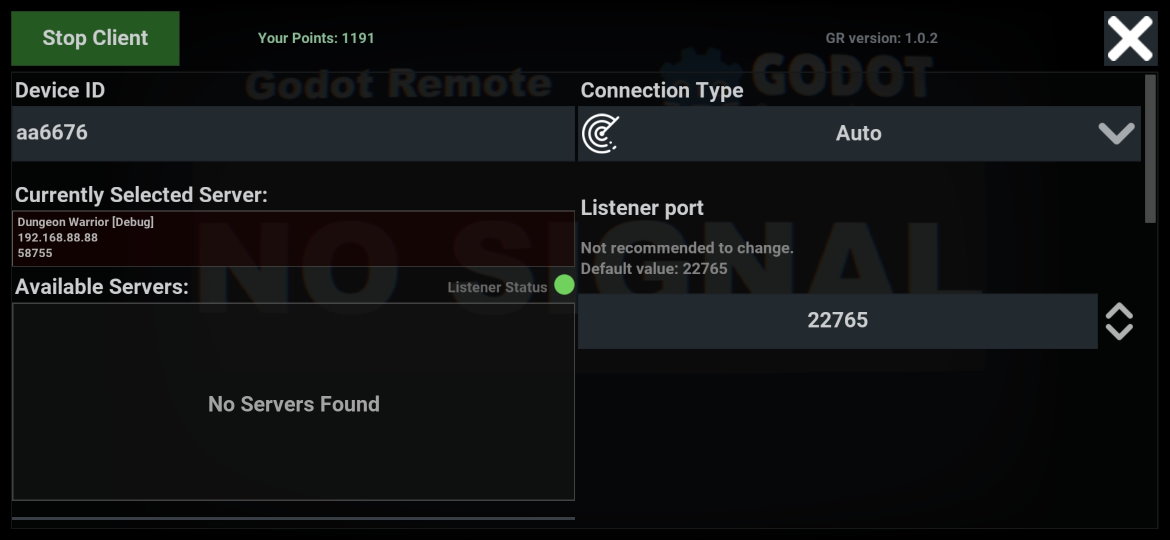 Stop Client
Your Points: 1191
GR version: 1.0.2
Godot Remote
GODOT
Device ID
aa6676
Connection Type
Auto
Currently Selected Server:
Dungeon Warrior [Debug]
192.168.88.88
58755
Listener port
Not recommended to change.
Default value: 22765
22765
Available Servers:
Listener Status
NO SIGNAL
No Servers Found